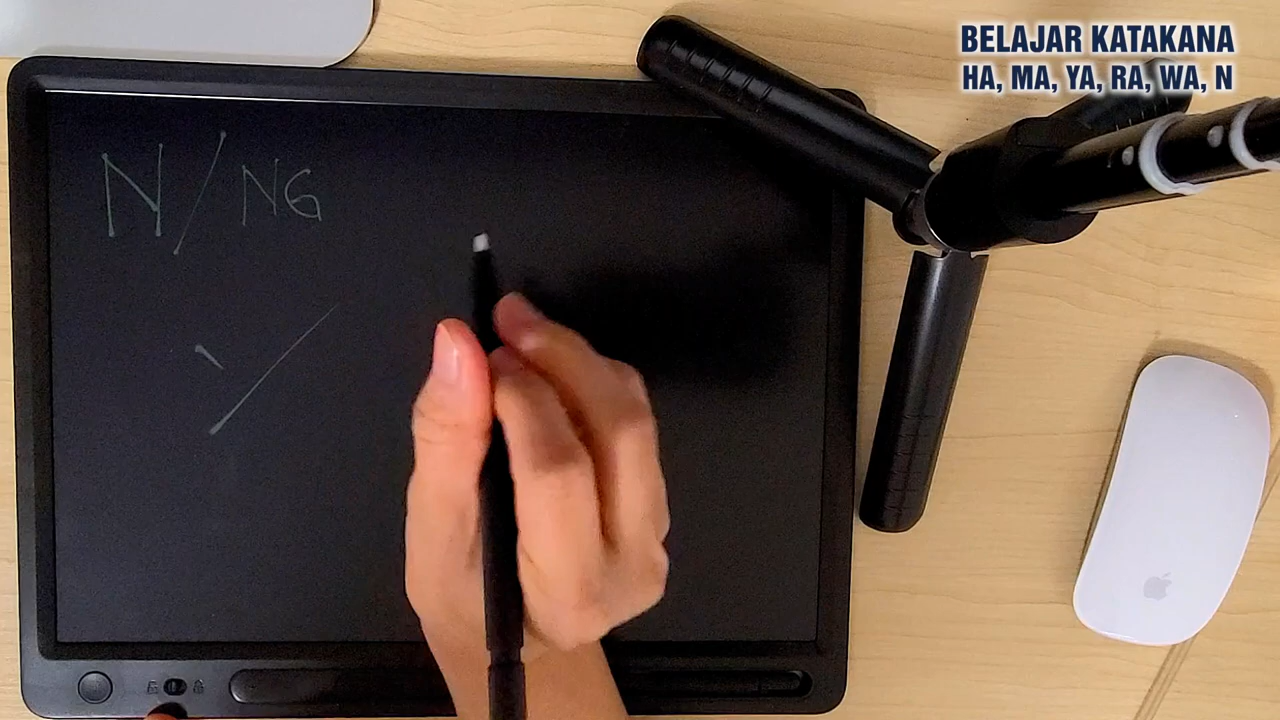 BELAJAR KATAKANA
HA, MA, YA, RA, WA, N
N/NG
ン